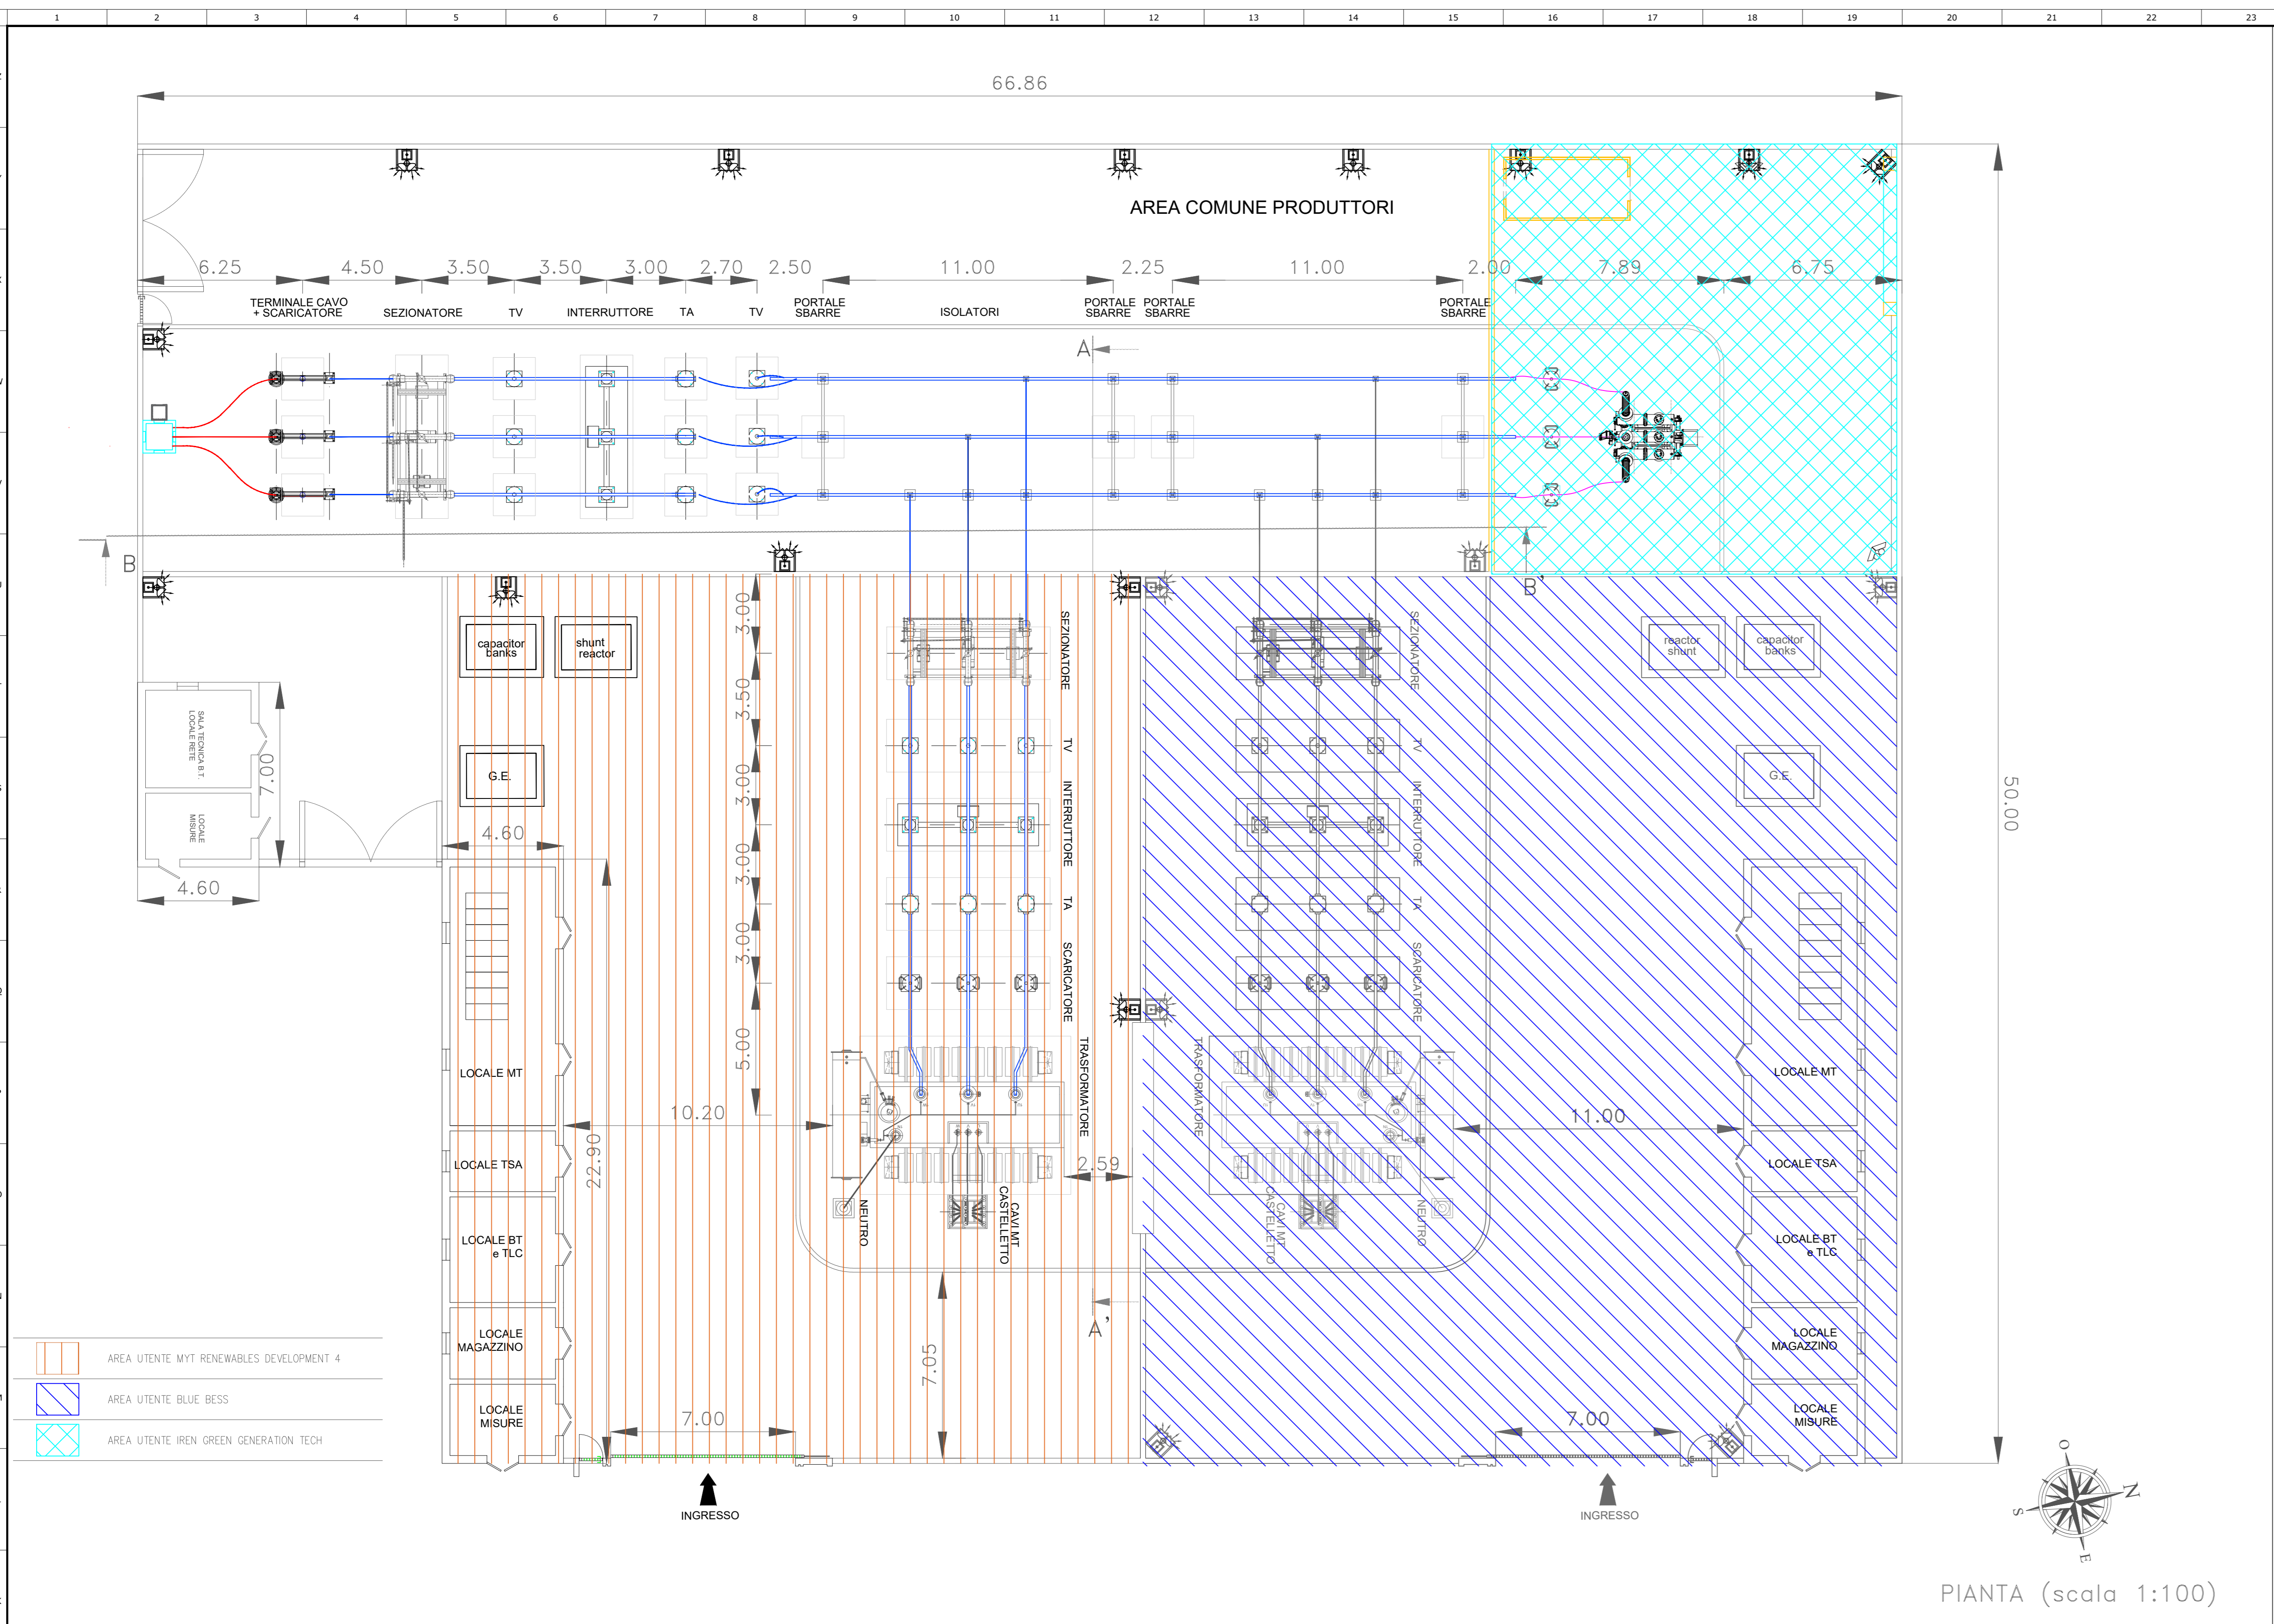 1 2 3 4 5 6 7 8 9 10 11 12 13 14 15 16 17 18 19 20 21 22 23
66.86
AREA COMUNE PRODUTTORI
6.25 4.50 3.50 3.50 3.00 2.70 2.50 11.00 2.25 11.00 2.00 7.89 6.75
TERMINALE CAVO
+ SCARICATORE
SEZIONATORE
TV
INTERRUTTORE
TA
TV
PORTALE
SBARRE
ISOLATORI
PORTALE
SBARRE
PORTALE
SBARRE
PORTALE
SBARRE
A
B
B'
capacitor
banks
shunt
reactor
G.E.
4.60
SALA TECNICA B.T.
LOCALE RETE
LOCALE
MISURE
7.00
4.60
3.00
3.50
3.00
3.00
3.00
5.00
SEZIONATORE
TV
INTERRUTTORE
TA
SCARICATORE
TRASFORMATORE
SEZIONATORE
TV
INTERRUTTORE
TA
SCARICATORE
TRASFORMATORE
reactor
shunt
capacitor
banks
G.E.
50.00
LOCALE MT
LOCALE TSA
LOCALE BT
e TLC
LOCALE
MAGAZZINO
LOCALE
MISURE
10.20
22.90
2.59
11.00
NEUTRO
CAVI MT
CASTELLETTO
CAVI MT
CASTELLETTO
NEUTRO
LOCALE MT
LOCALE TSA
LOCALE BT
e TLC
LOCALE
MAGAZZINO
LOCALE
MISURE
A'
7.05
7.00
7.00
INGRESSO
INGRESSO
AREA UTENTE MYT RENEWABLES DEVELOPMENT 4
AREA UTENTE BLUE BESS
AREA UTENTE IREN GREEN GENERATION TECH
O
N
S
E
PIANTA (scala 1:100)